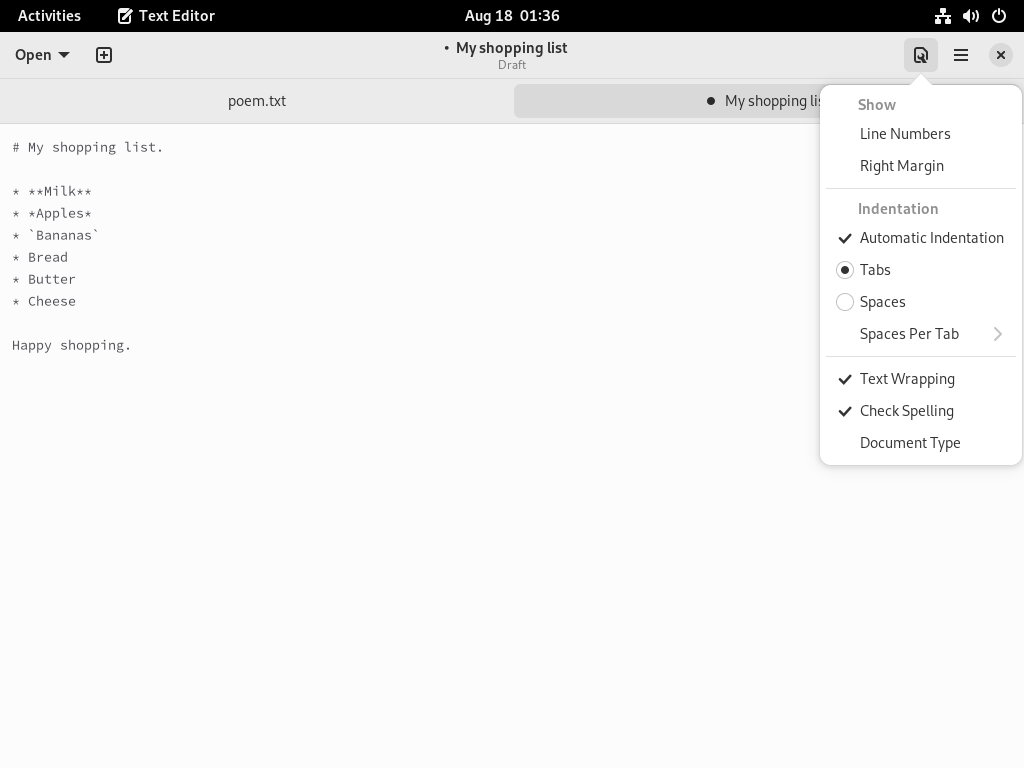 Activities Text Editor Aug 18 01:36
Open • My shopping list
Draft
poem.txt • My shopping lis
# My shopping list.
* **Milk**
* *Apples*
* `Bananas`
* Bread
* Butter
* Cheese
Happy shopping.
Show
Line Numbers
Right Margin
Indentation
Automatic Indentation
Tabs
Spaces
Spaces Per Tab
Text Wrapping
Check Spelling
Document Type